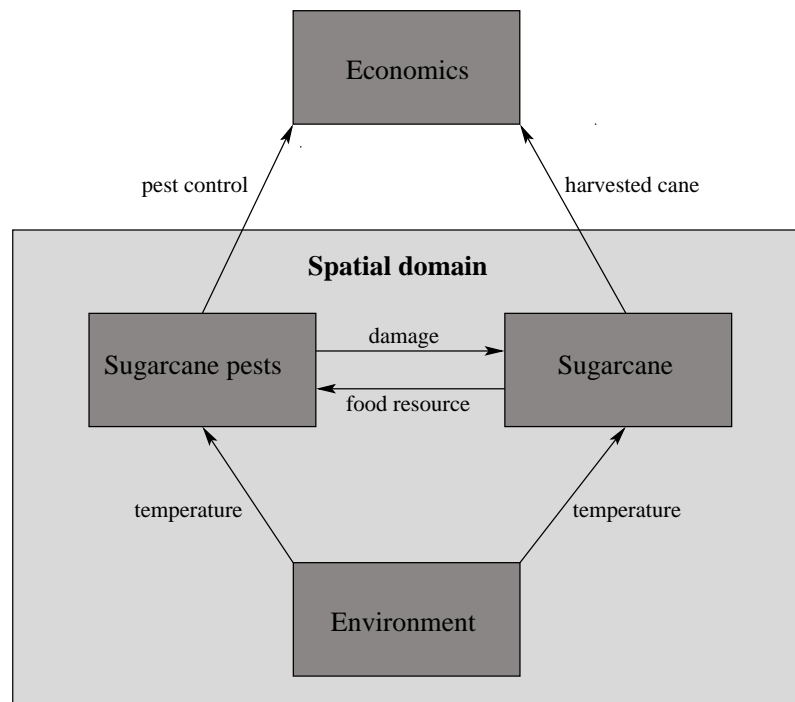 Economics
pest control
harvested cane
Spatial domain
damage
Sugarcane pests
Sugarcane
food resource
temperature
temperature
Environment